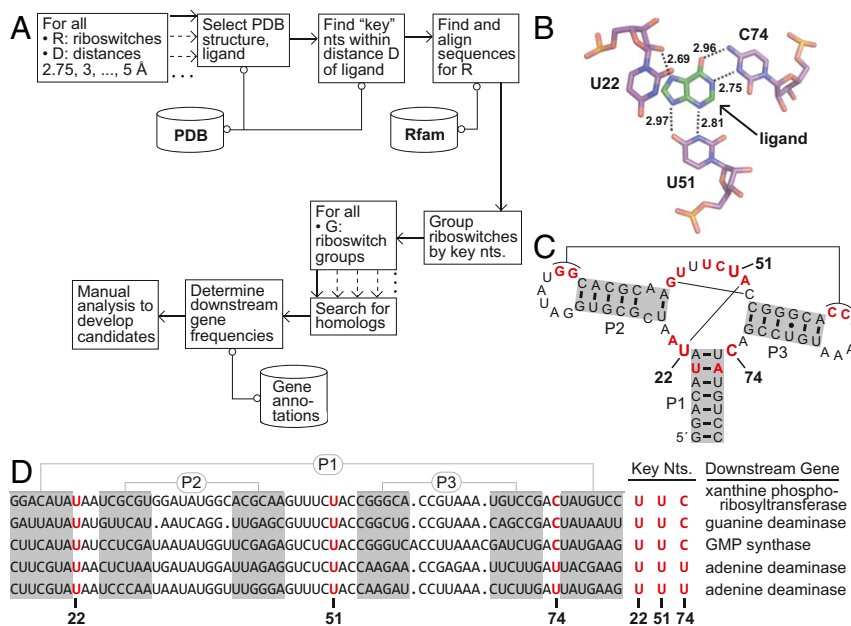 A
For all
• R: riboswitches
• D: distances
2.75, 3, ..., 5 Å
Select PDB
structure,
ligand
Find “key”
nts within
distance D
of ligand
Find and
align
sequences
for R
PDB
Rfam
Group
riboswitches
by key nts.
For all
• G:
riboswitch
groups
Search for
homologs
Determine
downstream
gene
frequencies
Manual
analysis to
develop
candidates
Gene
anno-
tations
B
C74
2.96
2.69
U22
2.75
2.97
2.81
ligand
U51
C
51
P2
P3
22
74
P1
5´
D
P1
Key Nts.
Downstream Gene
P2
P3
GGACAUAUAAUCGCGUGGAUAUGGCACGCAAGUUUCUACCGGGCA.CCGUAAA.UGUCCGACUAUGUCC U U C xanthine phospho-
ribosyltransferase
GAUUAUAUAUGUUCAU.AAUCAGG.UUGAGCGUUUCUACCGGCUG.CCGUAAA.CAGCCGACUAUAAUU U U C guanine deaminase
CUUCAUAUAUCCUCGAUAAUAUGGUUCGAGAGUCUCUACCGGGUCACCUUAAACGAUCUGACUAUGAAG U U C GMP synthase
CUUCGUAUAACUCUAAUGAUAUGGAUUAGAGGUCUCUACCAAGAA.CCGAGAA.UUCUUGAUUACGAAG U U U adenine deaminase
CUUCGUAUAAUCCCAAUAAUAUGGUUUGGGAGUCUCUACCAAGAU.CCUUAAA.CUCUUGAUUAUGAAG U U U adenine deaminase
22 51 74 22 51 74